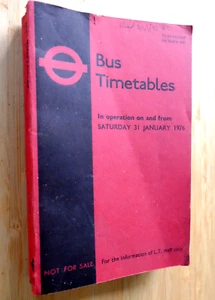 Bus
Timetables
In operation on and from
SATURDAY 31 JANUARY 1976
NOT FOR SALE
For the information of L.T. staff only